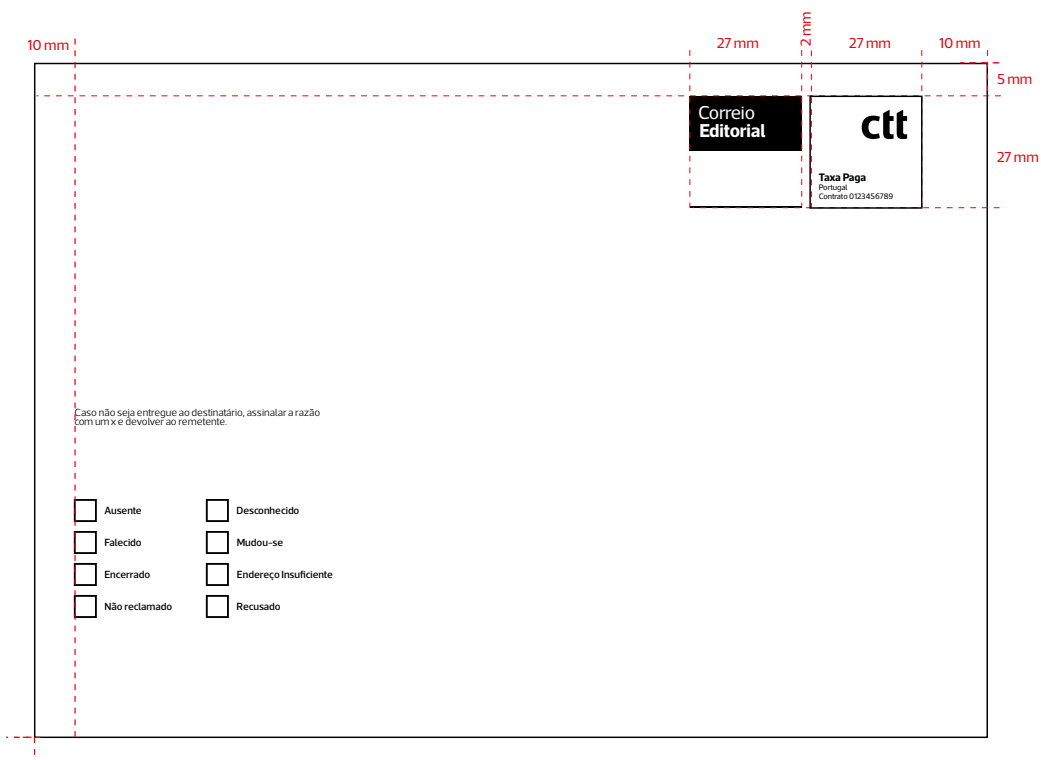 10 mm
27 mm
2 mm
27 mm
10 mm
5 mm
Correio
Editorial
ctt
27 mm
Taxa Paga
Portugal
Contrato 0123456789
Caso não seja entregue ao destinatário, assinalar a razão
com um x e devolver ao remetente.
Ausente
Desconhecido
Falecido
Mudou-se
Encerrado
Endereço Insuficiente
Não reclamado
Recusado